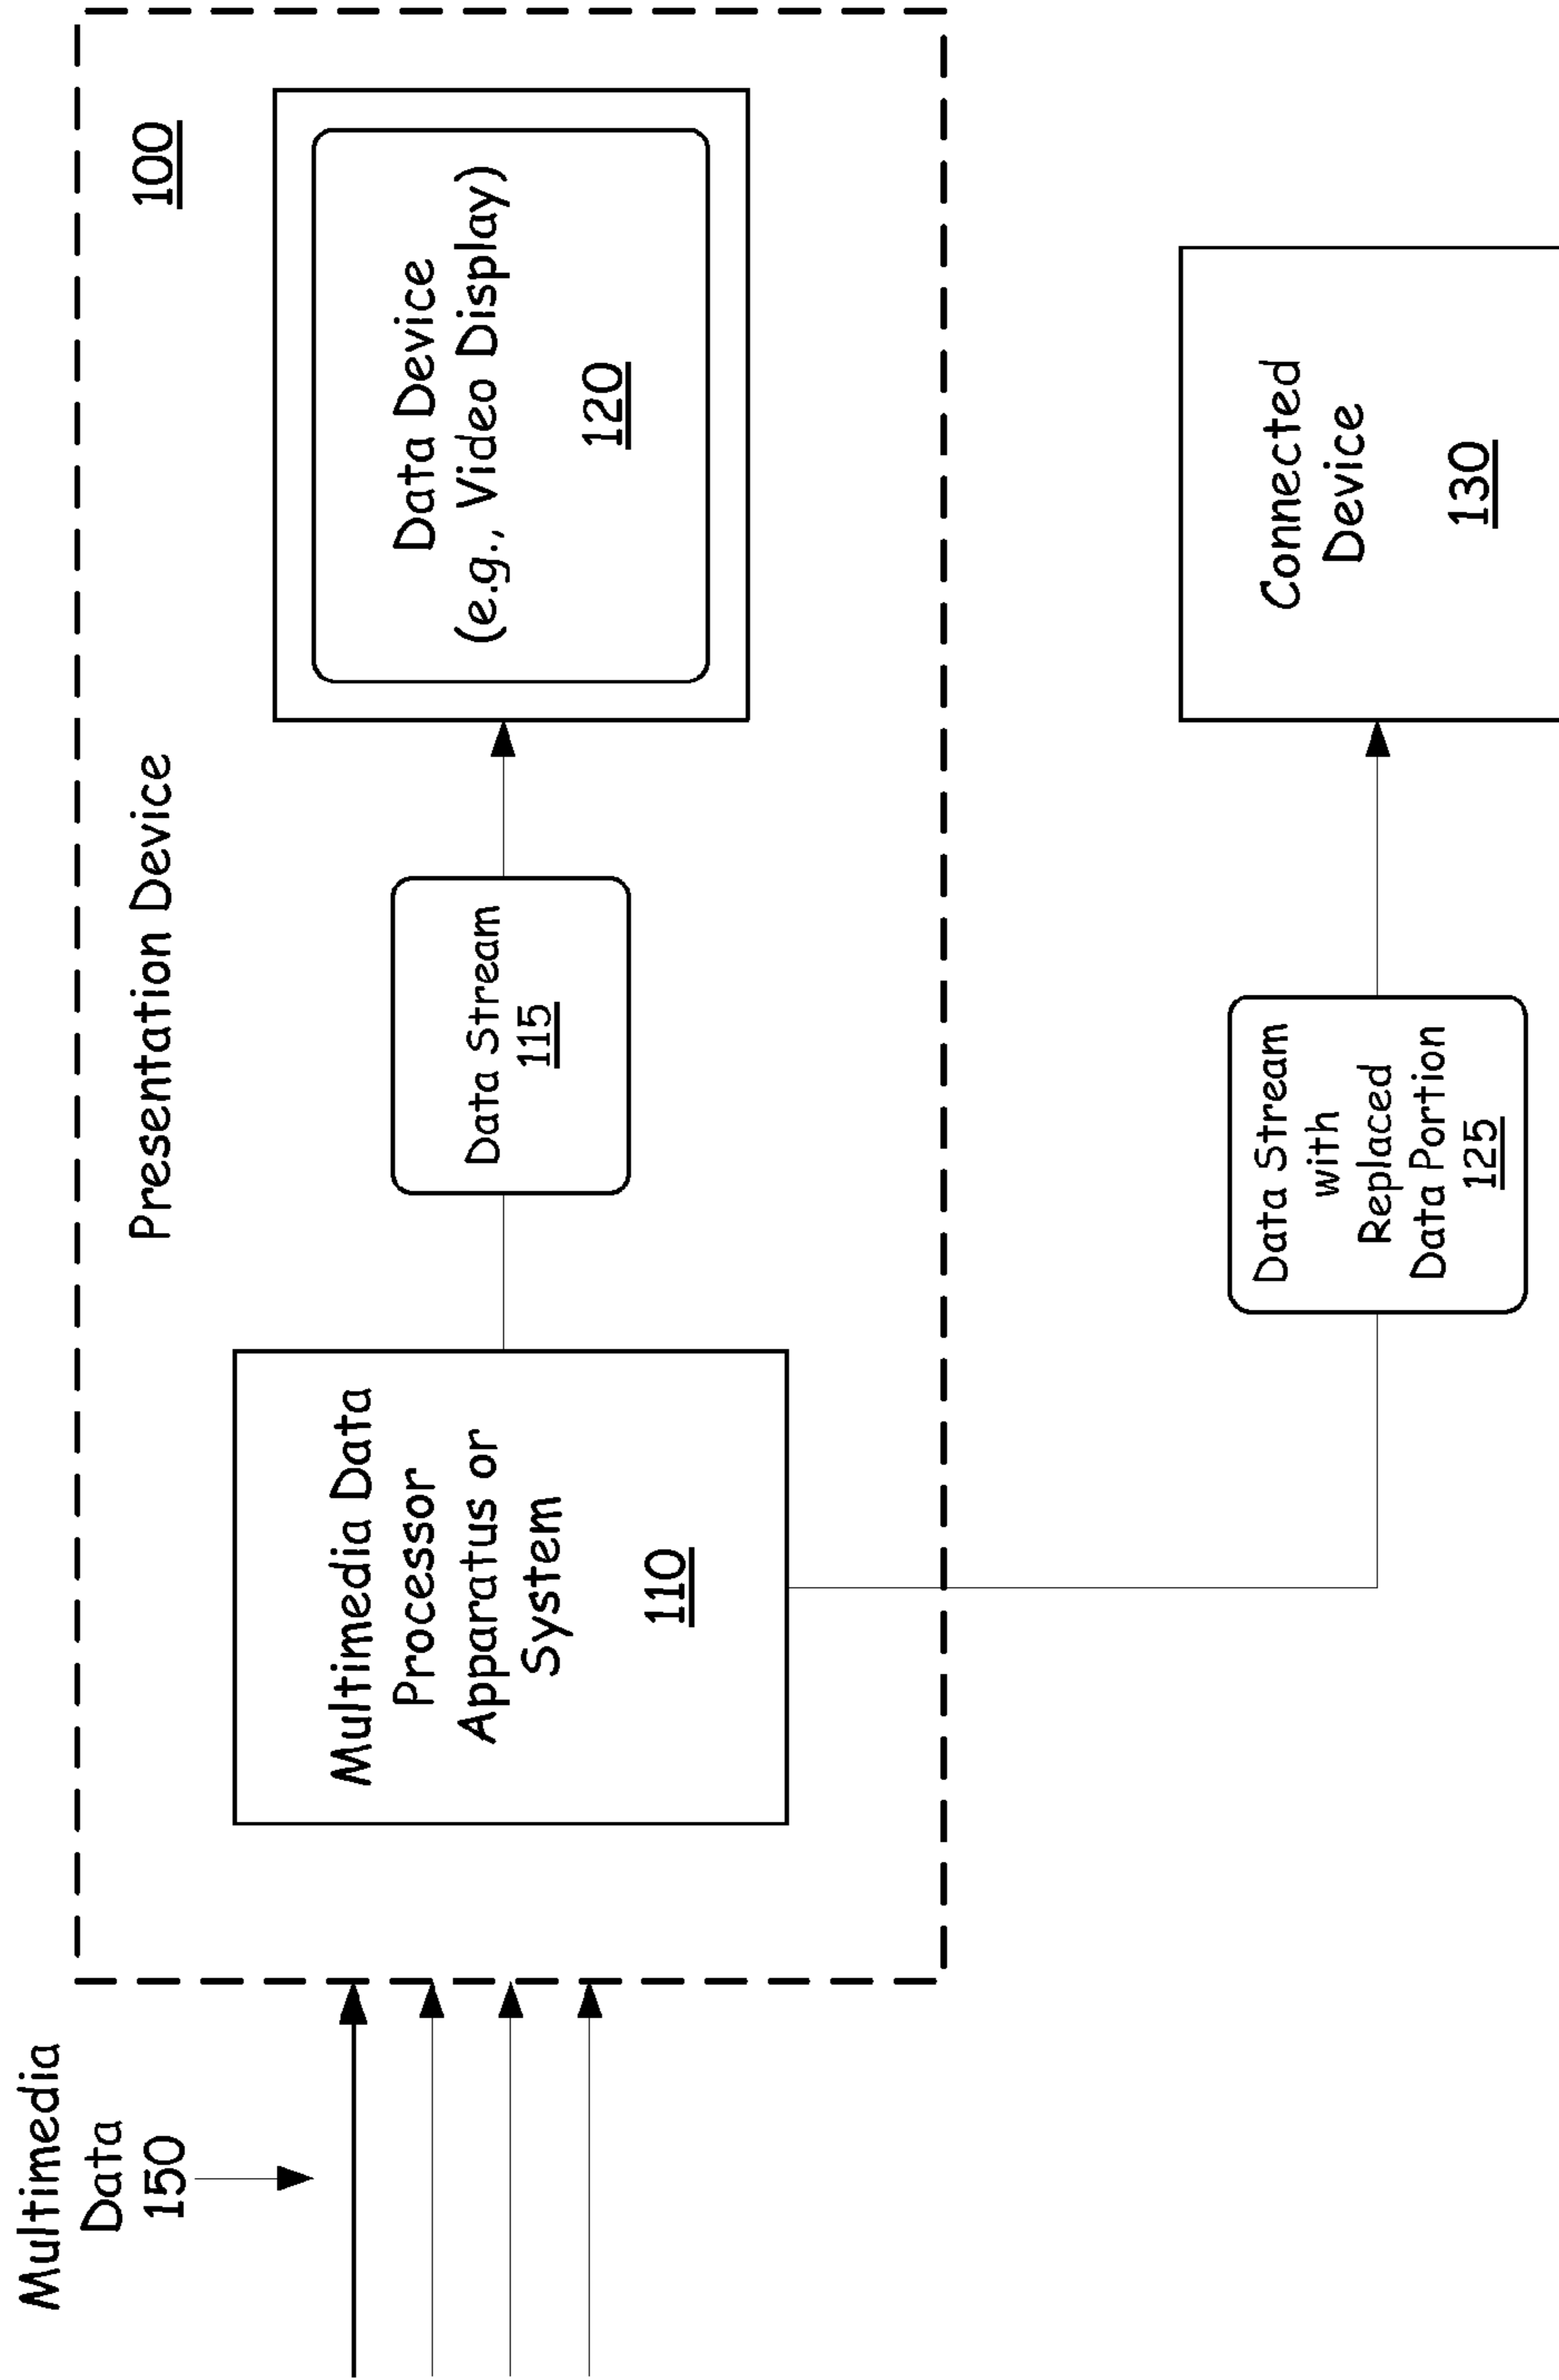 Multimedia
Data
150
Presentation Device
100
Multimedia Data
Processor
Apparatus or
System
110
Data Stream
115
Data Device
(e.g., Video Display)
120
Data Stream
with
Replaced
Data Portion
125
Connected
Device
130